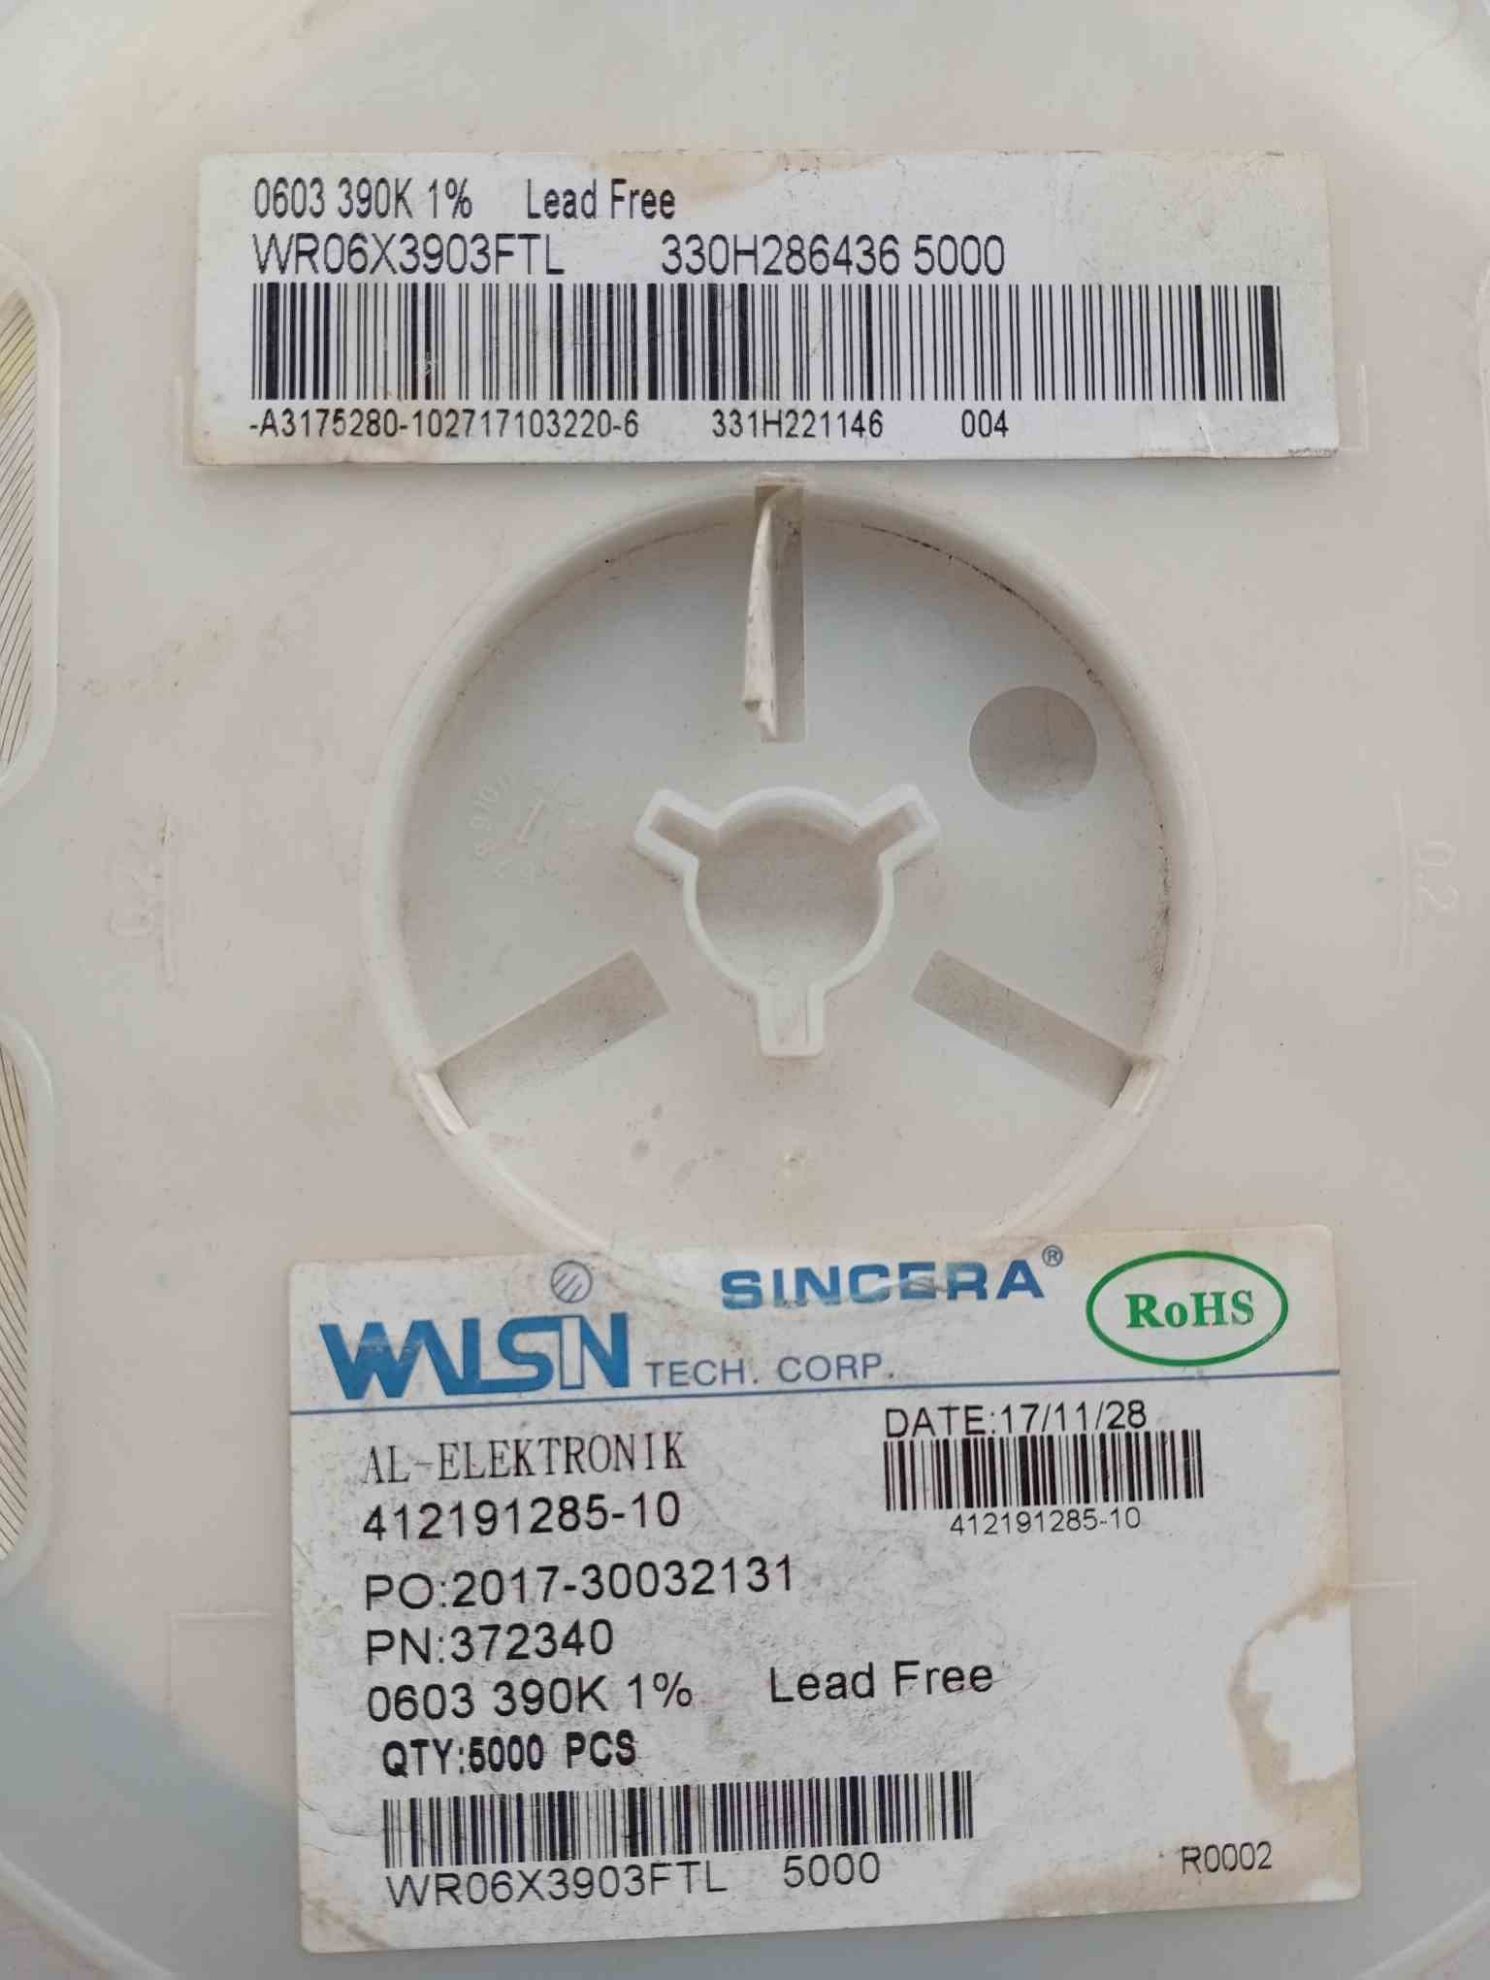 0603 390K 1% Lead Free
WR06X3903FTL 330H286436 5000
-A3175280-102717103220-6 331H221146 004
0.2
WALSIN TECH. CORP.
SINCERA®
RoHS
DATE:17/11/28
AL-ELEKTRONIK
412191285-10
412191285-10
PO:2017-30032131
PN:372340
0603 390K 1% Lead Free
QTY:5000 PCS
WR06X3903FTL 5000
R0002